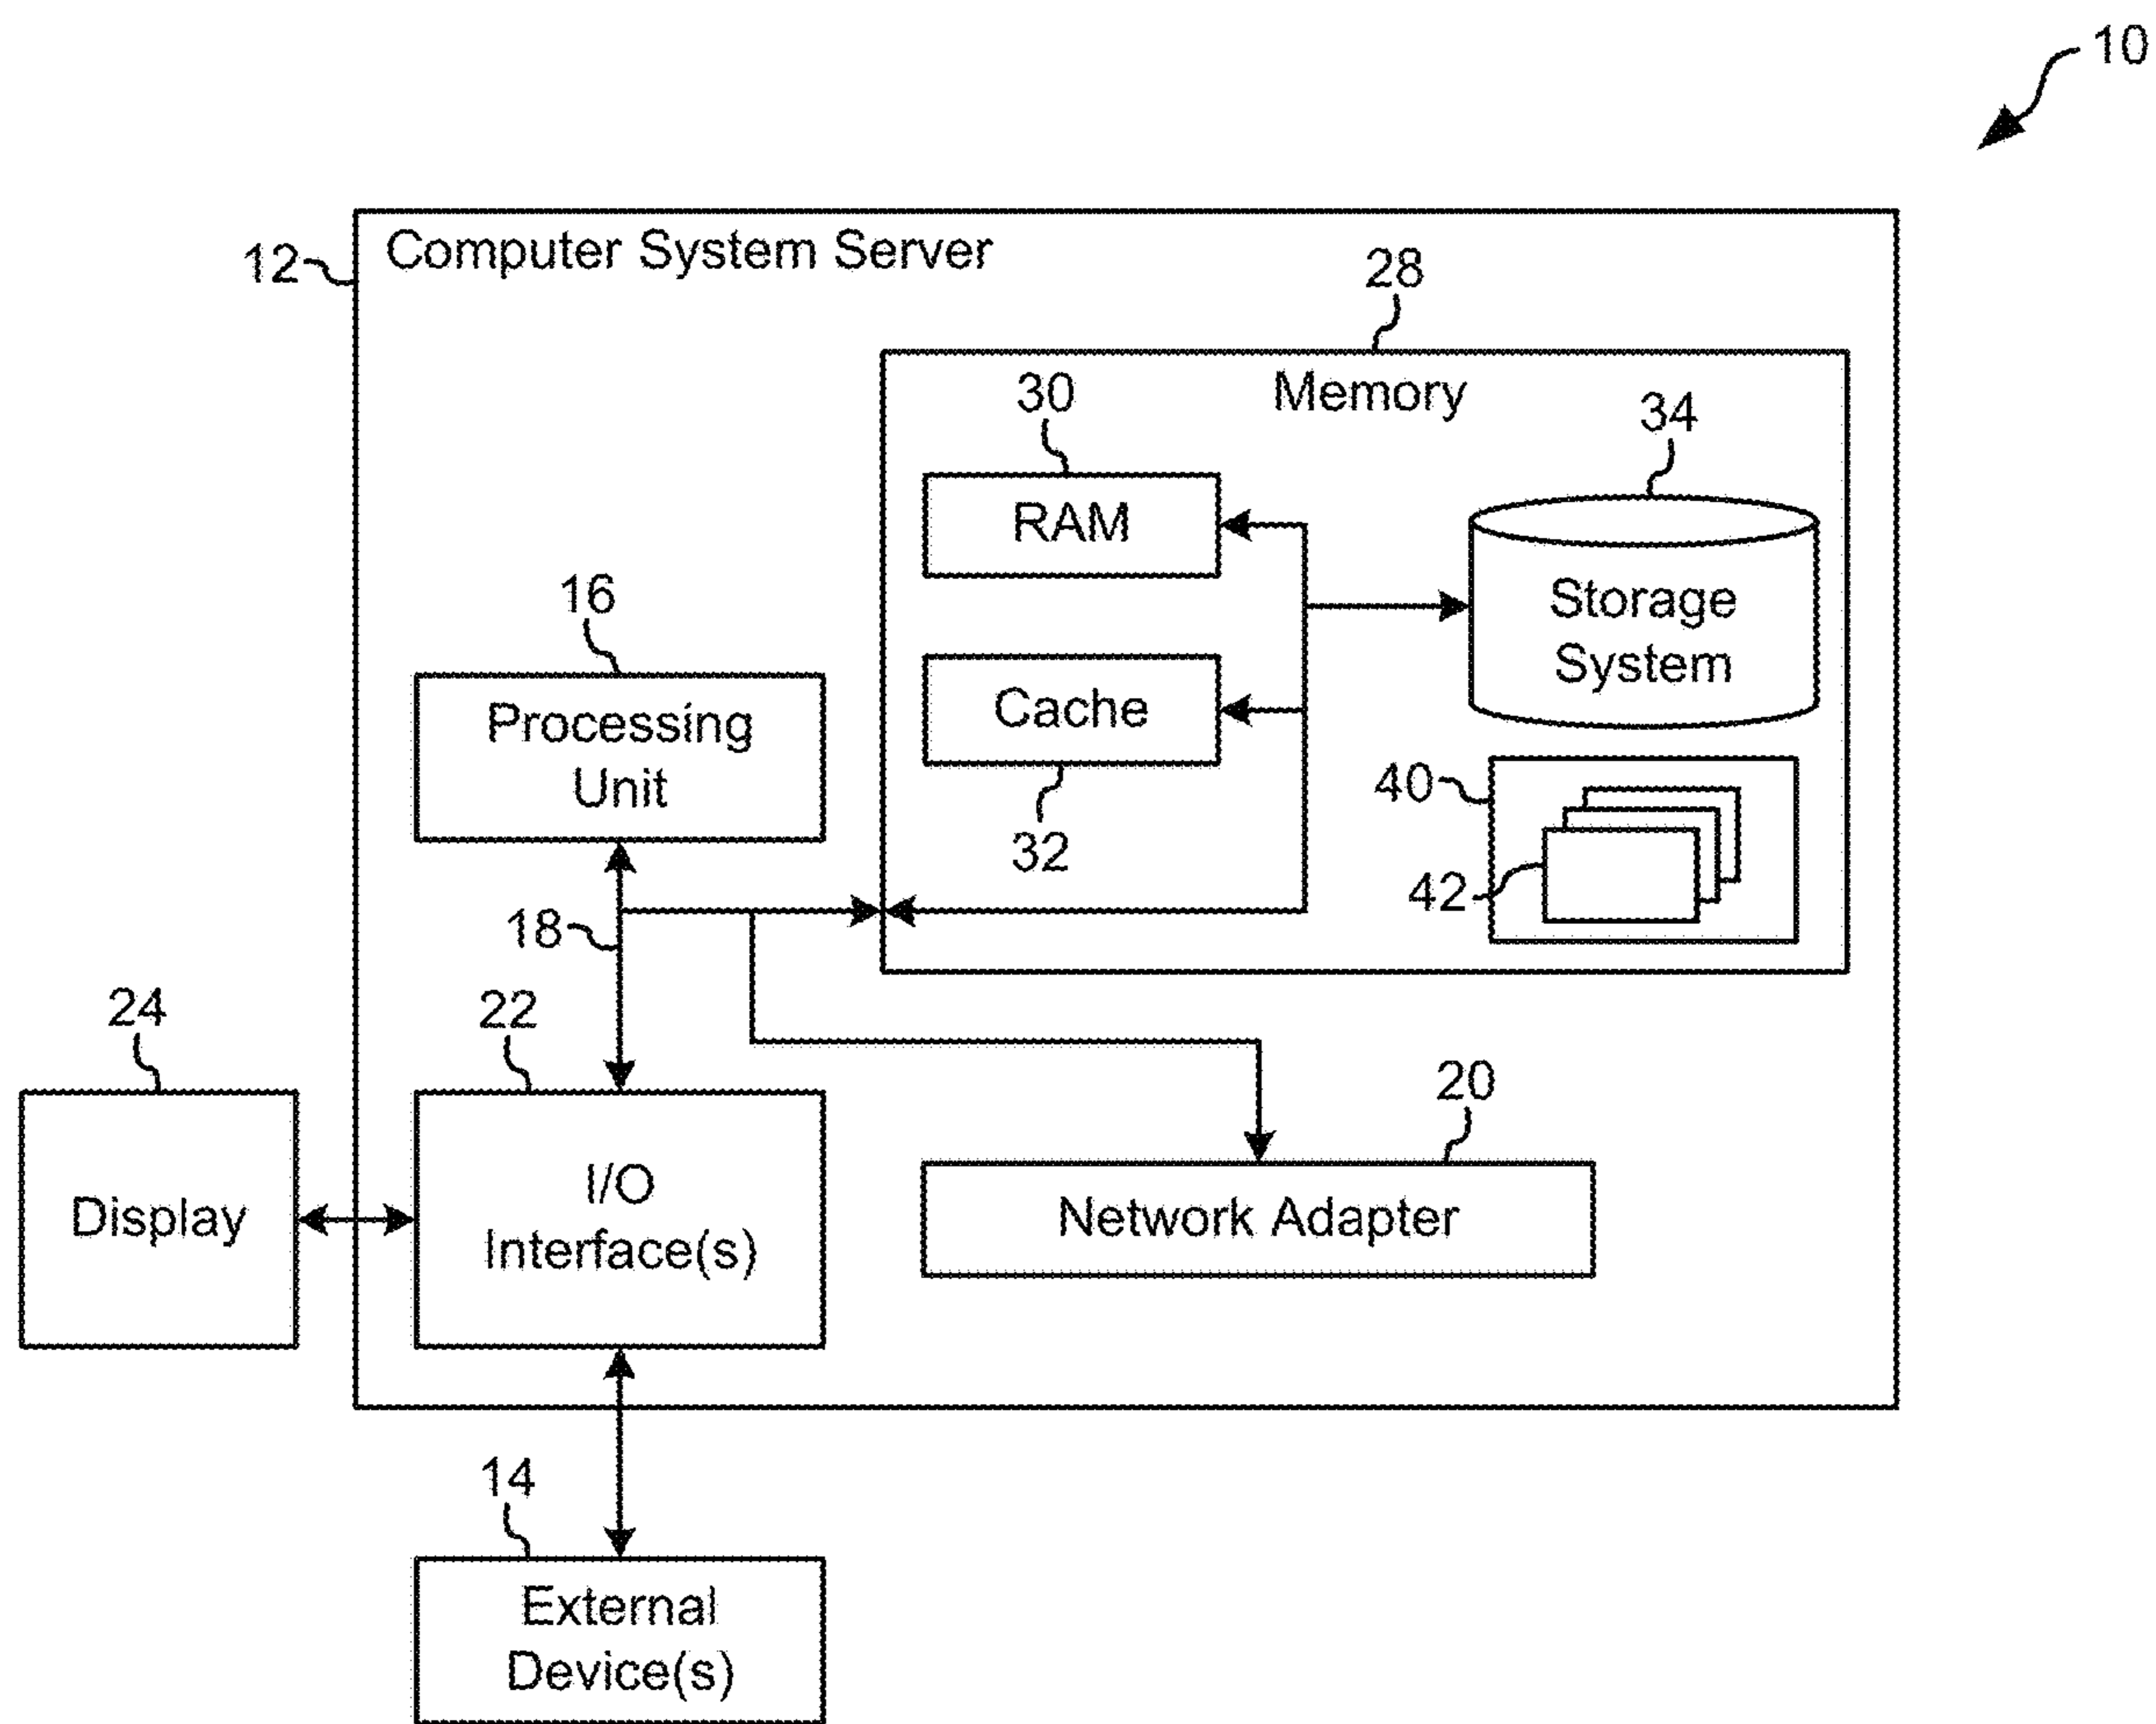 10
12
Computer System Server
28
Memory
30
34
RAM
Storage
System
16
Processing
Unit
Cache
32
40
42
18
24
22
20
Display
I/O
Interface(s)
Network Adapter
14
External
Device(s)